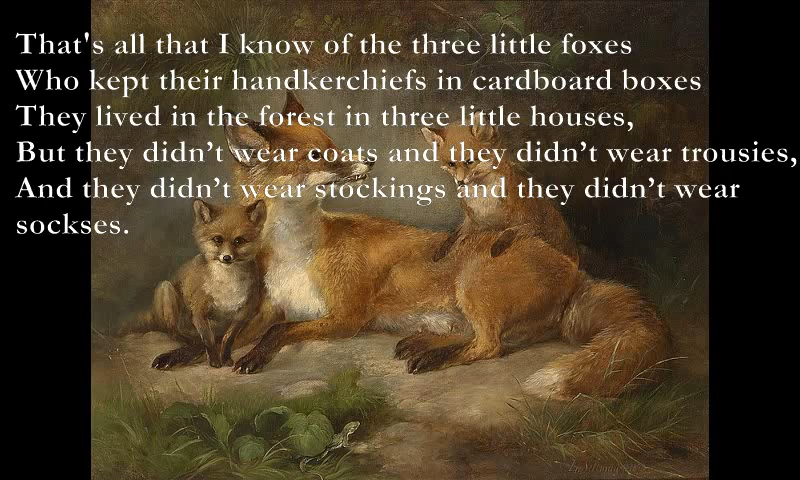 That's all that I know of the three little foxes
Who kept their handkerchiefs in cardboard boxes
They lived in the forest in three little houses,
But they didn’t wear coats and they didn’t wear trousies,
And they didn’t wear stockings and they didn’t wear
sockses.